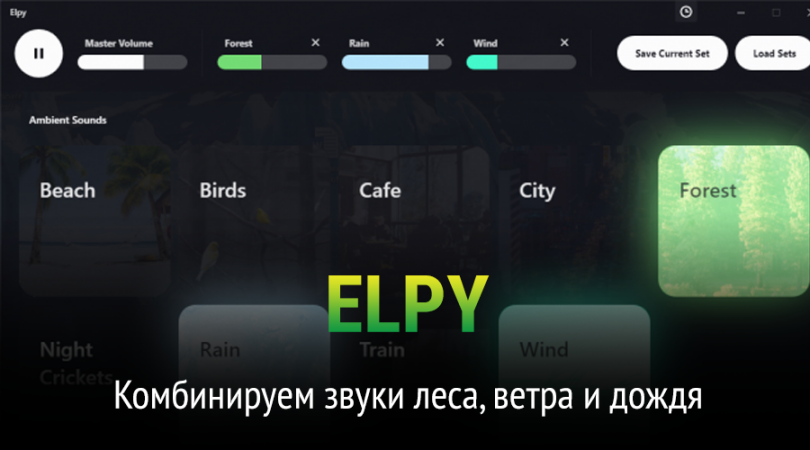 Elpy
Master Volume Forest Rain Wind Save Current Set Load Sets
Ambient Sounds
Beach Birds Cafe City Forest
ELPY
Night Rain Train Wind
Crickets
Комбинируем звуки леса, ветра и дождя